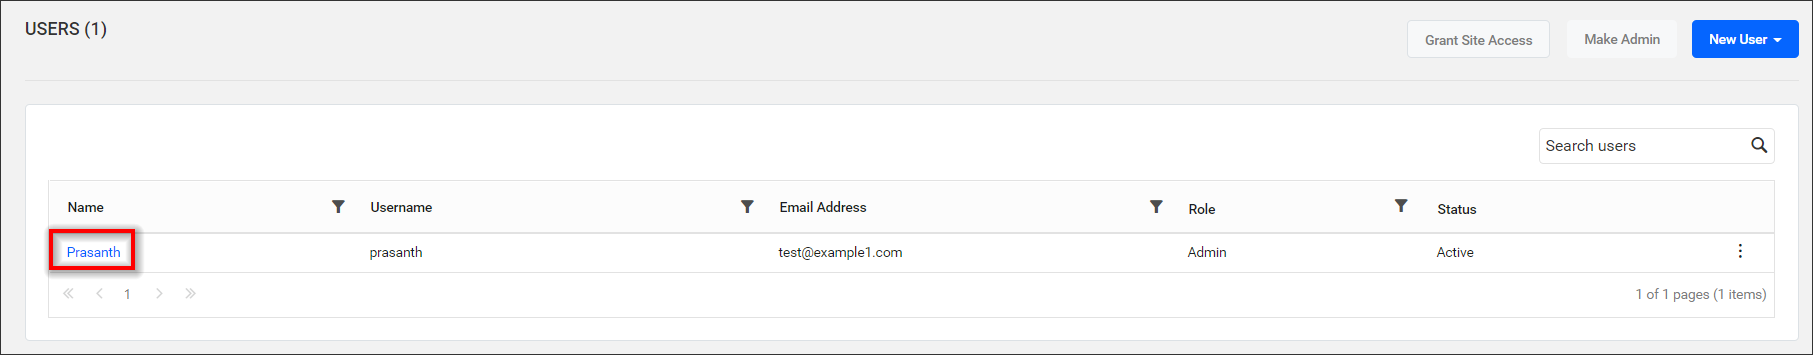 USERS (1)
Grant Site Access Make Admin New User
Search users
Name Username Email Address Role Status
Prasanth prasanth test@example1.com Admin Active
1 1 of 1 pages (1 items)